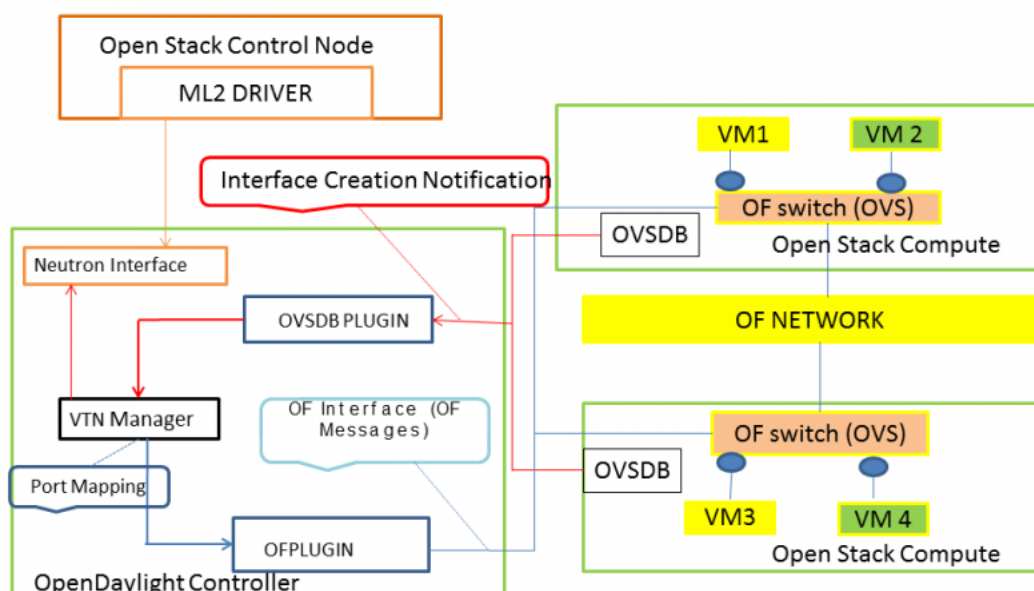 Open Stack Control Node
ML2 DRIVER
Interface Creation Notification
VM1
VM 2
OF switch (OVS)
OVSDB
Open Stack Compute
Neutron Interface
OVSDB PLUGIN
OF NETWORK
VTN Manager
OF Interface (OF
Messages)
Port Mapping
OF switch (OVS)
OVSDB
VM3
VM 4
Open Stack Compute
OFPLUGIN
OpenDaylight Controller